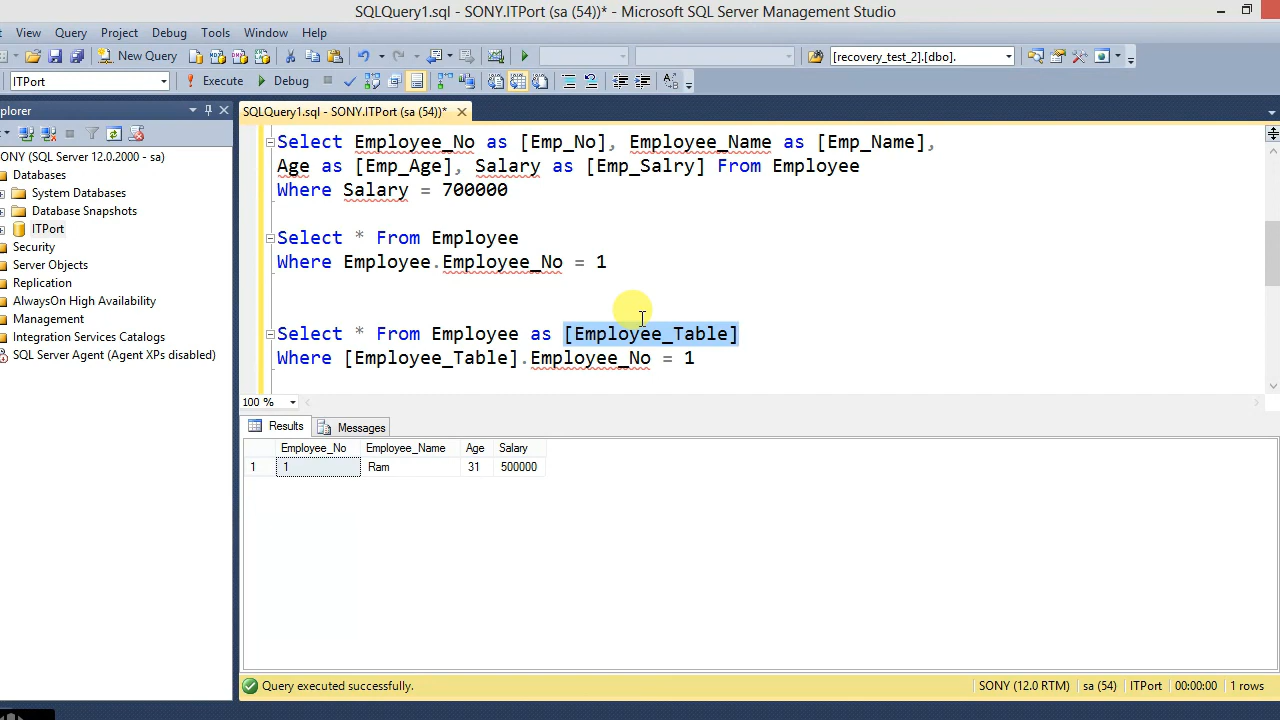 SQLQuery1.sql - SONY.ITPort (sa (54))* - Microsoft SQL Server Management Studio
View Query Project Debug Tools Window Help
New Query [recovery_test_2].[dbo].
ITPort Execute Debug
plorer
SQLQuery1.sql - SONY.ITPort (sa (54))*
ONY (SQL Server 12.0.2000 - sa)
Databases
System Databases
Database Snapshots
ITPort
Security
Server Objects
Replication
AlwaysOn High Availability
Management
Integration Services Catalogs
SQL Server Agent (Agent XPs disabled)
Select Employee_No as [Emp_No], Employee_Name as [Emp_Name],
Age as [Emp_Age], Salary as [Emp_Salry] From Employee
Where Salary = 700000
Select * From Employee
Where Employee.Employee_No = 1
Select * From Employee as [Employee_Table]
Where [Employee_Table].Employee_No = 1
100 %
Results Messages
Employee_No Employee_Name Age Salary
1 1 Ram 31 500000
Query executed successfully. SONY (12.0 RTM) sa (54) ITPort 00:00:00 1 rows